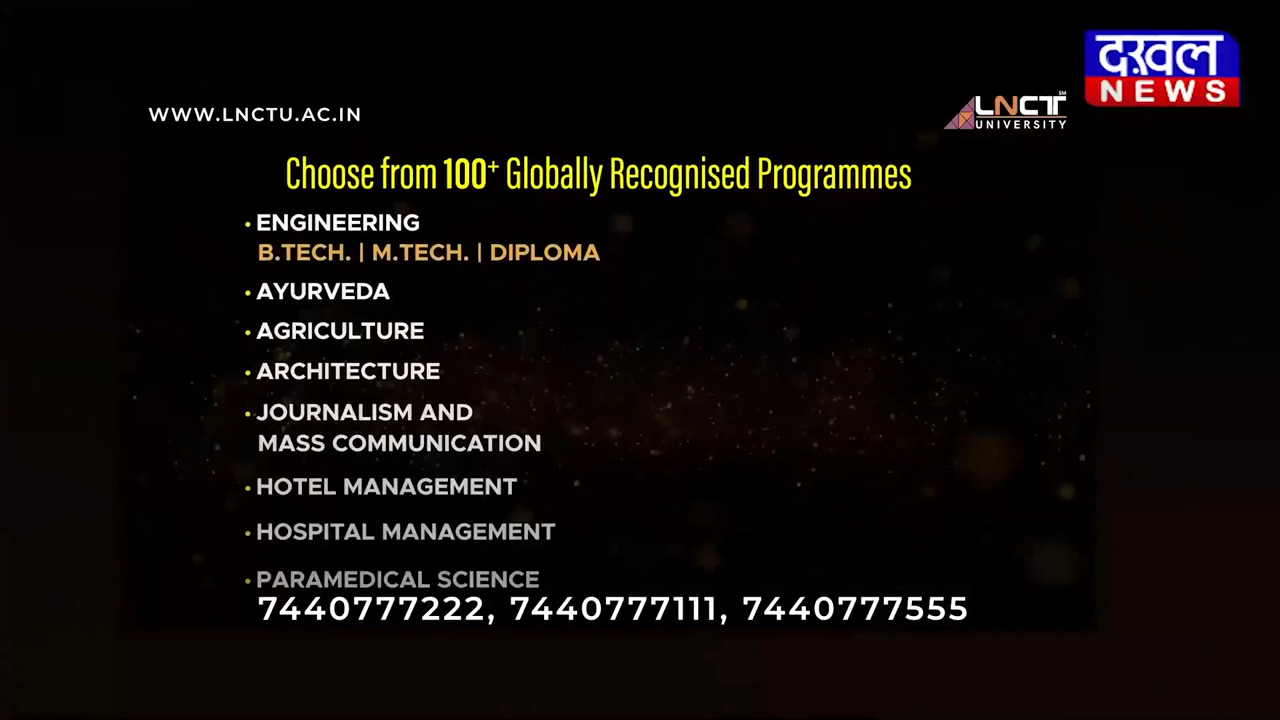 दख़ल
NEWS
WWW.LNCTU.AC.IN
LNCT SM
UNIVERSITY
Choose from 100+ Globally Recognised Programmes
• ENGINEERING
B.TECH. | M.TECH. | DIPLOMA
• AYURVEDA
• AGRICULTURE
• ARCHITECTURE
• JOURNALISM AND
MASS COMMUNICATION
• HOTEL MANAGEMENT
• HOSPITAL MANAGEMENT
• PARAMEDICAL SCIENCE
7440777222, 7440777111, 7440777555